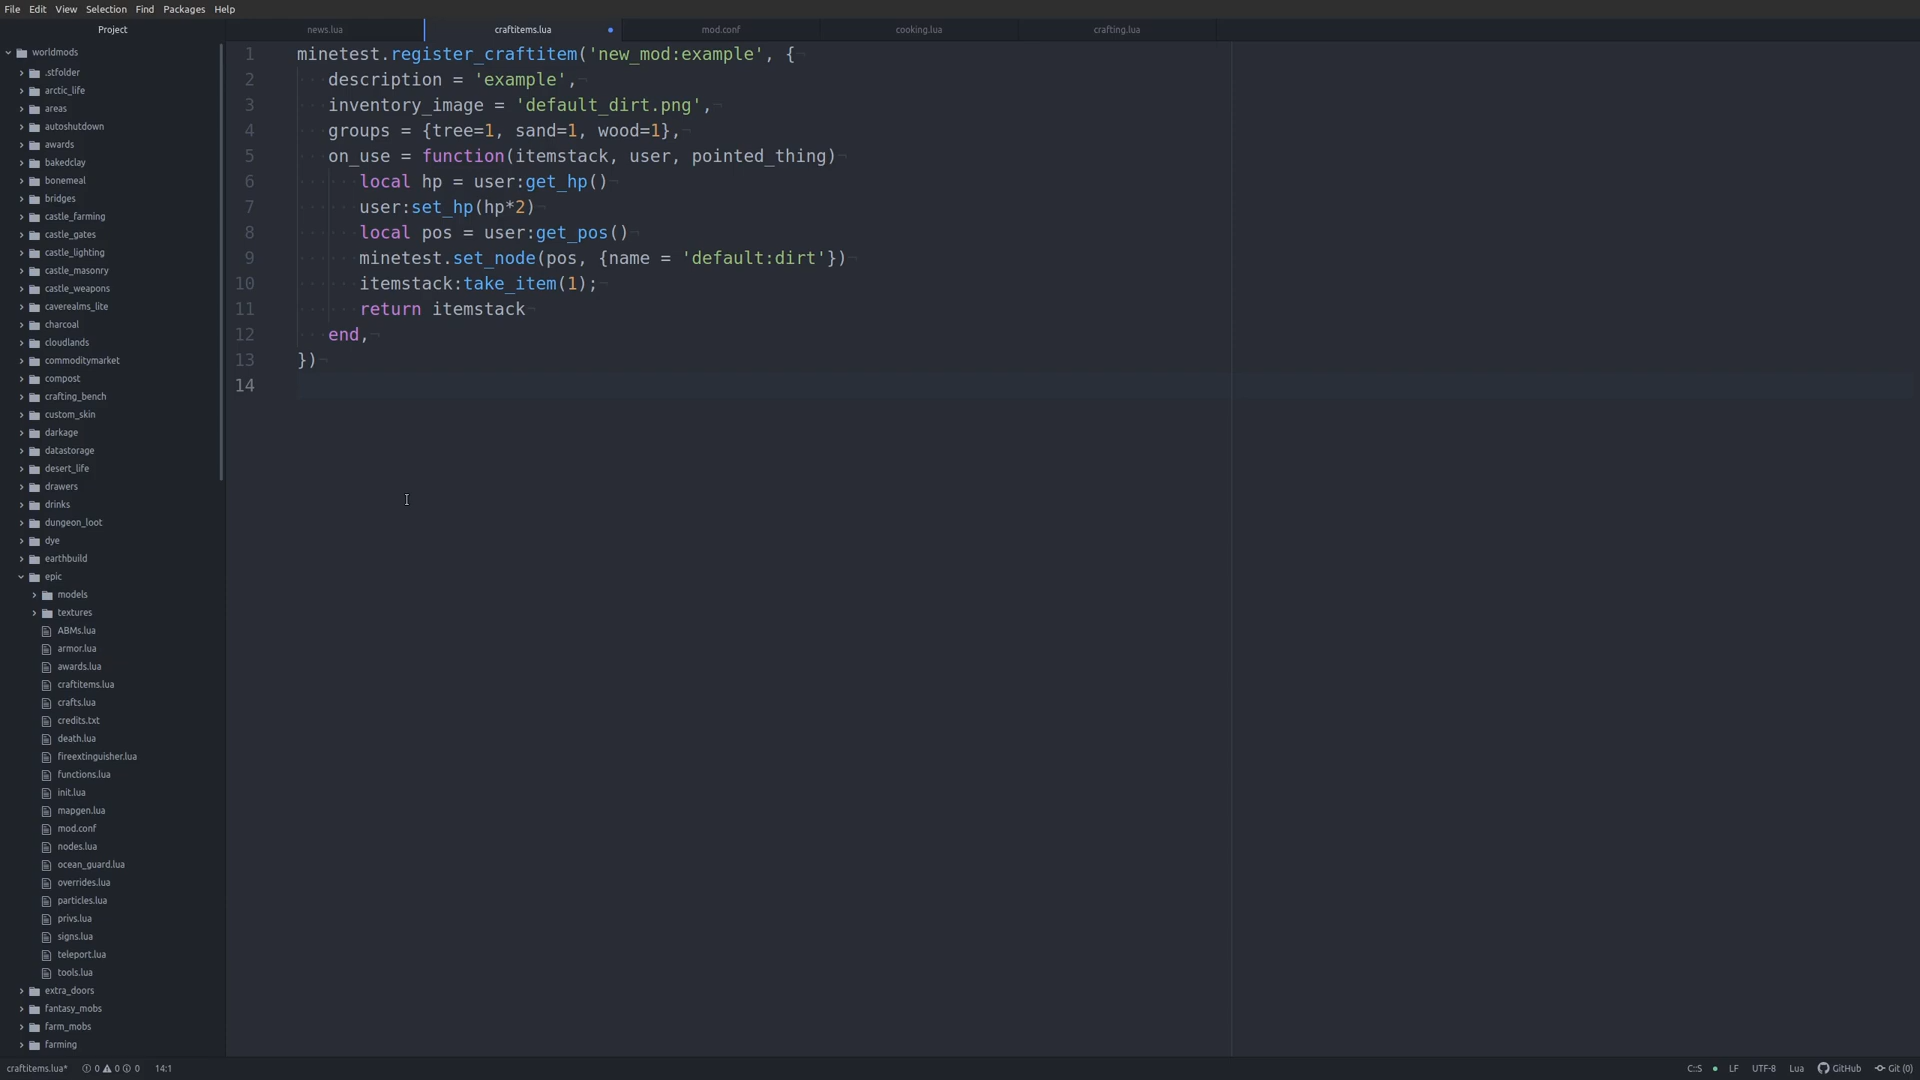 File Edit View Selection Find Packages Help
Project
news.lua craftitems.lua mod.conf cooking.lua crafting.lua
worldmods
.stfolder
arctic_life
areas
autoshutdown
awards
bakedclay
bonemeal
bridges
castle_farming
castle_gates
castle_lighting
castle_masonry
castle_weapons
caverealms_lite
charcoal
cloudlands
commoditymarket
compost
crafting_bench
custom_skin
darkage
datastorage
desert_life
drawers
drinks
dungeon_loot
dye
earthbuild
epic
models
textures
ABMs.lua
armor.lua
awards.lua
craftitems.lua
crafts.lua
credits.txt
death.lua
fireextinguisher.lua
functions.lua
init.lua
mapgen.lua
mod.conf
nodes.lua
ocean_guard.lua
overrides.lua
particles.lua
privs.lua
signs.lua
teleport.lua
tools.lua
extra_doors
fantasy_mobs
farm_mobs
farming
1 minetest.register_craftitem('new_mod:example', {
2 description = 'example',
3 inventory_image = 'default_dirt.png',
4 groups = {tree=1, sand=1, wood=1},
5 on_use = function(itemstack, user, pointed_thing)
6 local hp = user:get_hp()
7 user:set_hp(hp*2)
8 local pos = user:get_pos()
9 minetest.set_node(pos, {name = 'default:dirt'})
10 itemstack:take_item(1);
11 return itemstack
12 end,
13 })
14
craftitems.lua* 0 0 0 14:1 C::S LF UTF-8 Lua GitHub Git (0)